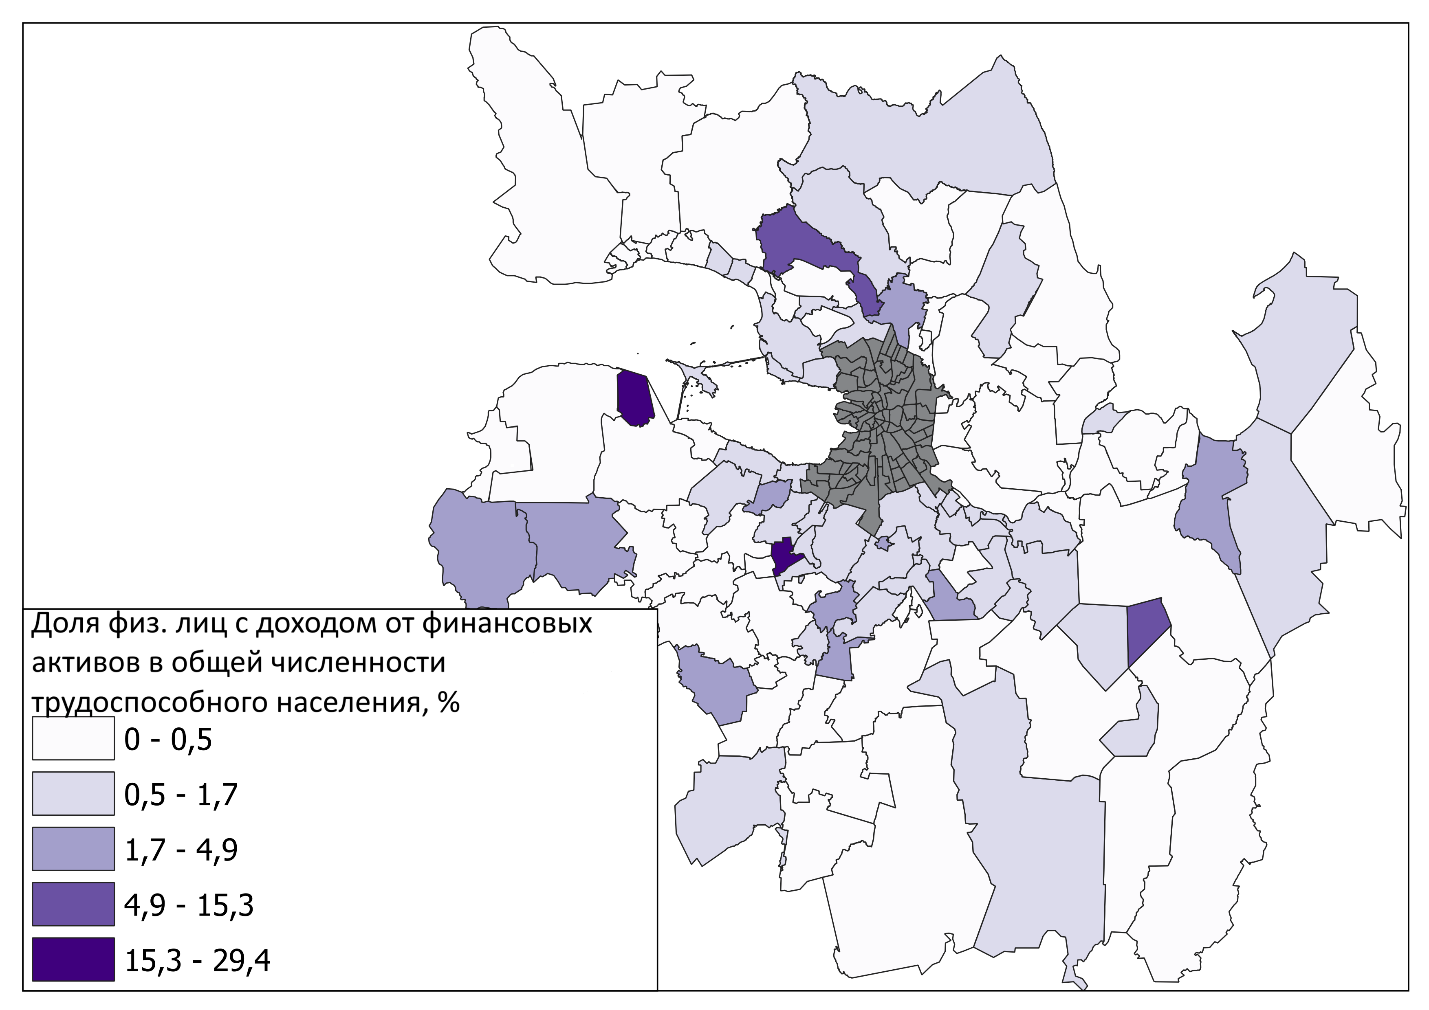 Доля физ. лиц с доходом от финансовых
активов в общей численности
трудоспособного населения, %
0 - 0,5
0,5 - 1,7
1,7 - 4,9
4,9 - 15,3
15,3 - 29,4